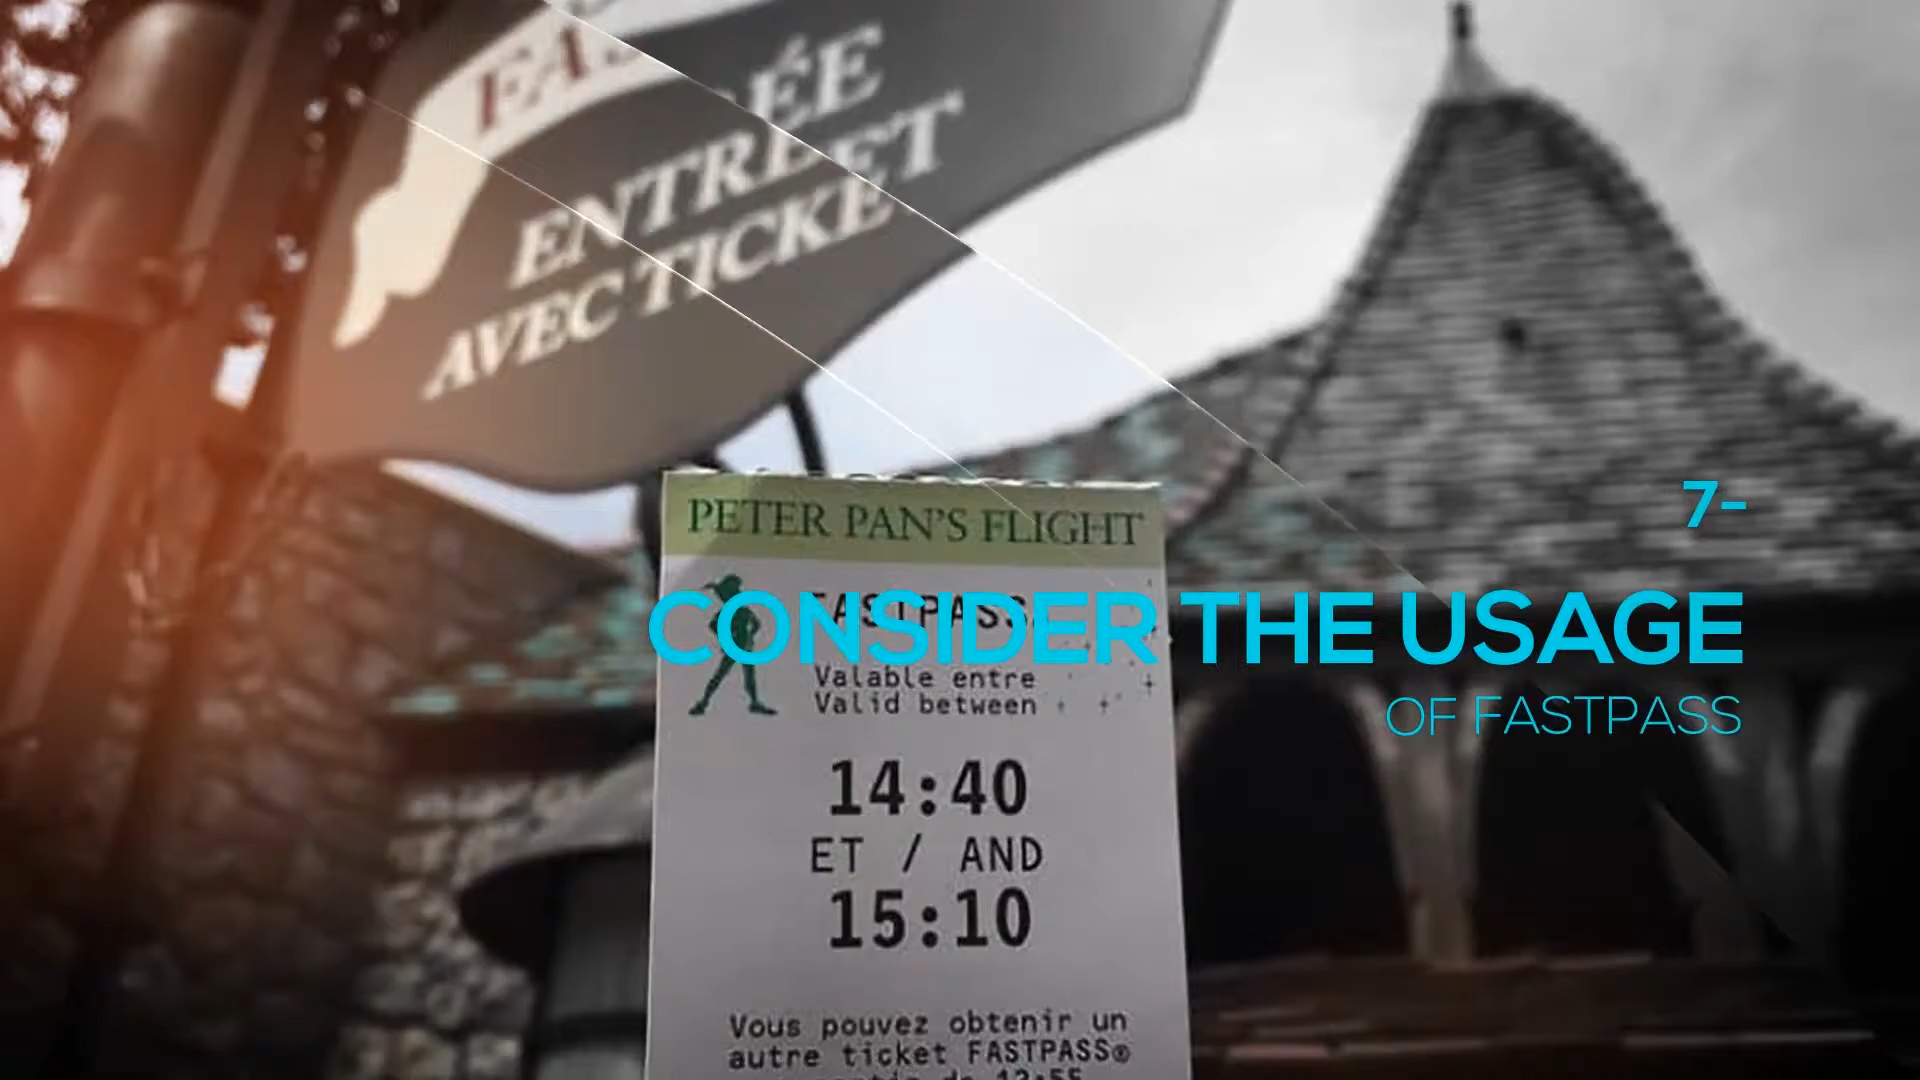 ENTRÉE
AVEC TICKET
PETER PAN'S FLIGHT
FASTPASS
Valable entre
Valid between
14:40
ET / AND
15:10
Vous pouvez obtenir un
autre ticket FASTPASS®
7-
CONSIDER THE USAGE
OF FASTPASS